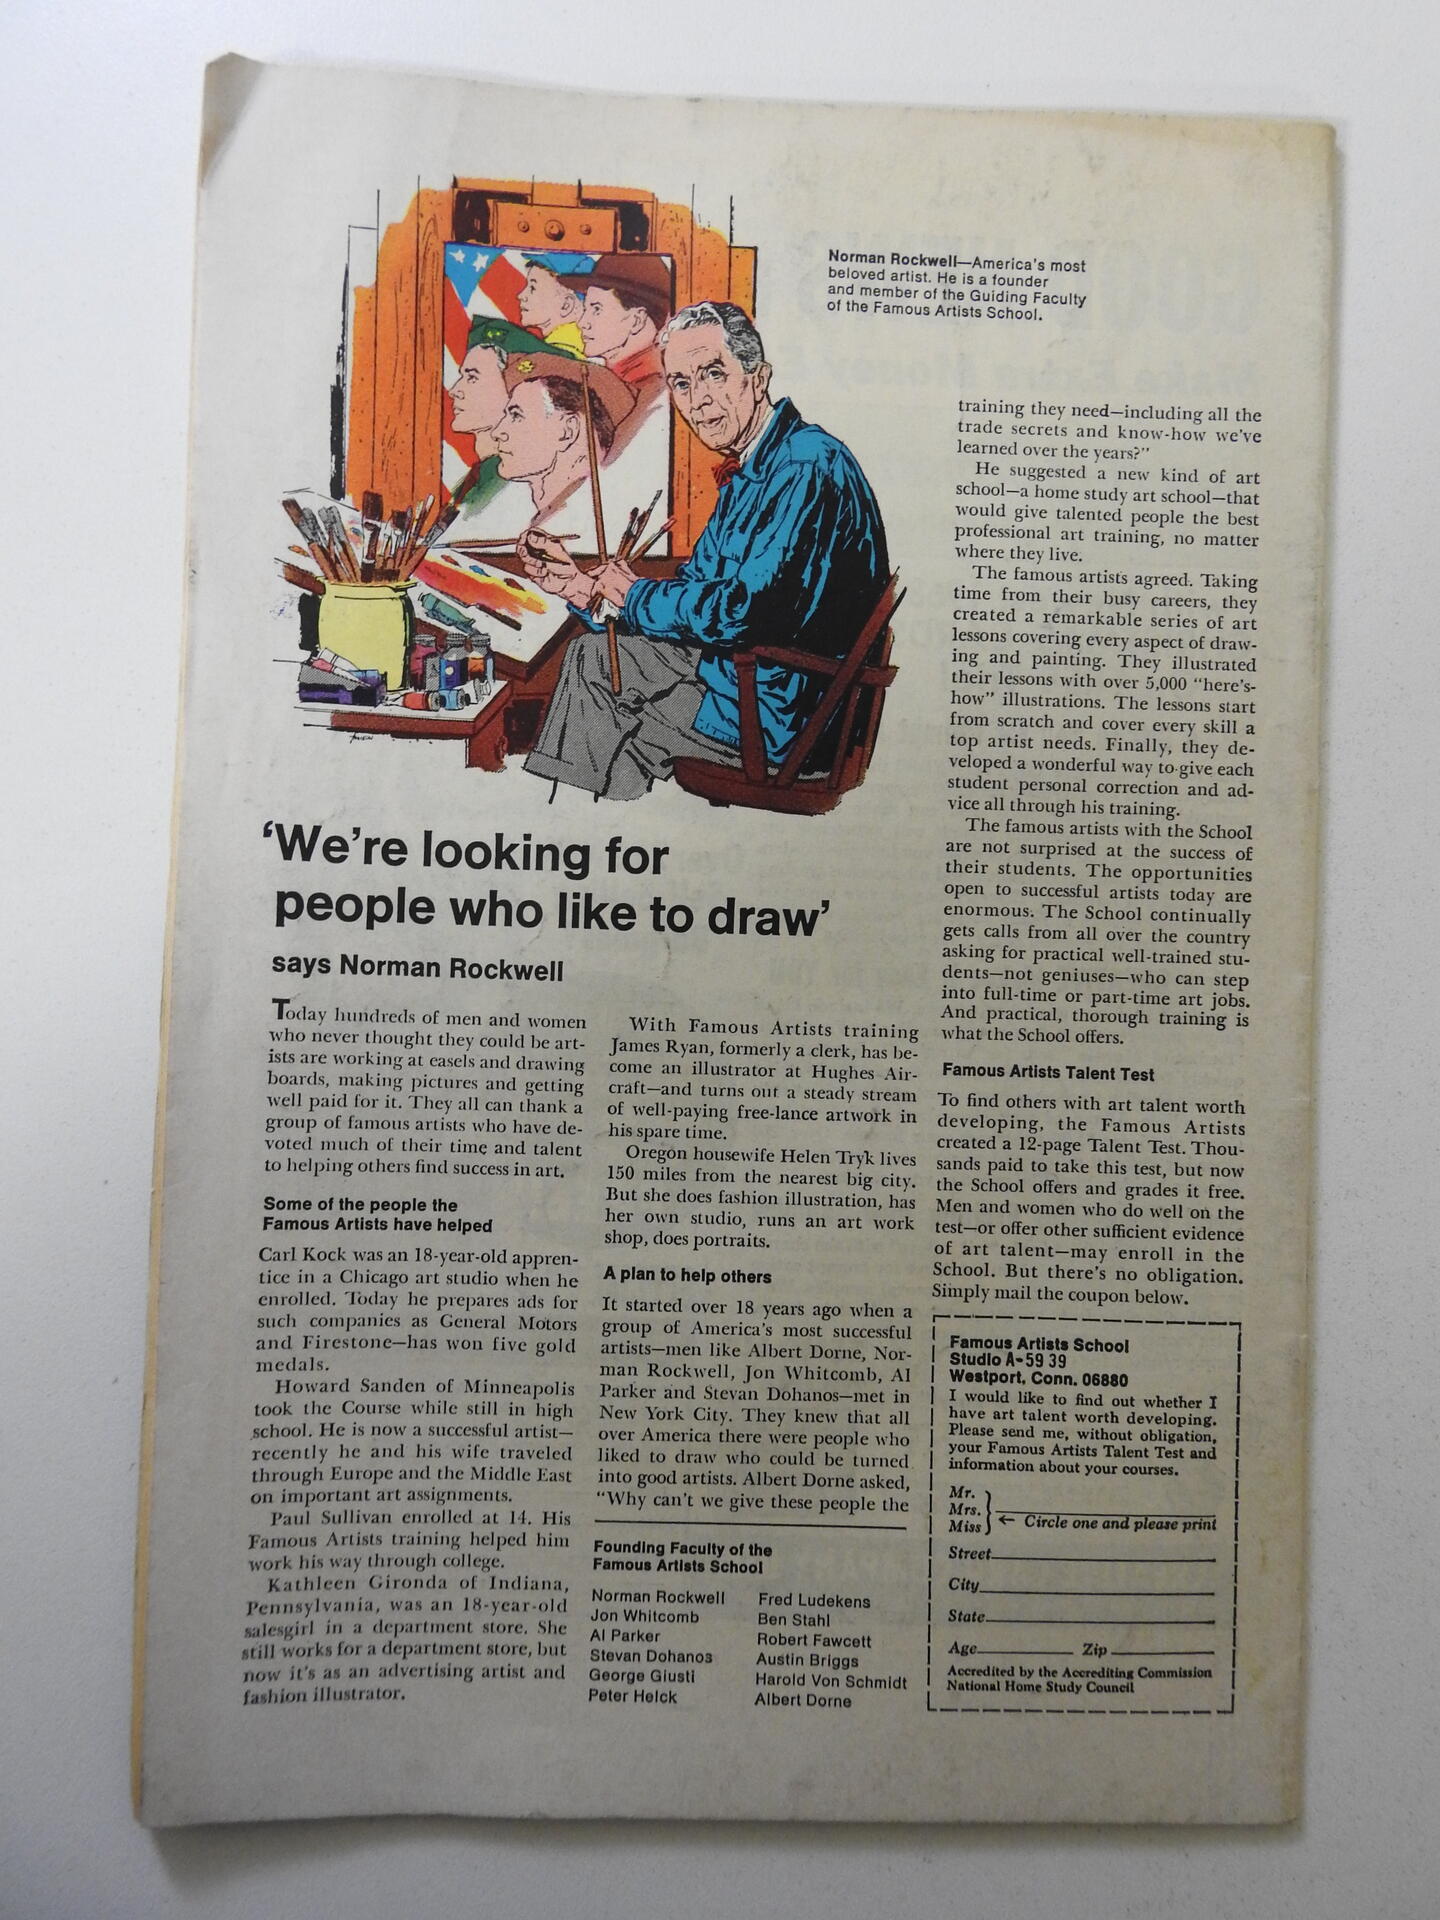 Norman Rockwell—America's most
beloved artist. He is a founder
and member of the Guiding Faculty
of the Famous Artists School.
‘We're looking for
people who like to draw’
says Norman Rockwell
Today hundreds of men and women
who never thought they could be art-
ists are working at easels and drawing
boards, making pictures and getting
well paid for it. They all can thank a
group of famous artists who have de-
voted much of their time and talent
to helping others find success in art.
Some of the people the
Famous Artists have helped
Carl Kock was an 18-year-old appren-
tice in a Chicago art studio when he
enrolled. Today he prepares ads for
such companies as General Motors
and Firestone—has won five gold
medals.
Howard Sanden of Minneapolis
took the Course while still in high
school. He is now a successful artist—
recently he and his wife traveled
through Europe and the Middle East
on important art assignments.
Paul Sullivan enrolled at 14. His
Famous Artists training helped him
work his way through college.
Kathleen Gironda of Indiana,
Pennsylvania, was an 18-year-old
salesgirl in a department store. She
still works for a department store, but
now it's as an advertising artist and
fashion illustrator.
With Famous Artists training
James Ryan, formerly a clerk, has be-
come an illustrator at Hughes Air-
craft—and turns out a steady stream
of well-paying free-lance artwork in
his spare time.
Oregon housewife Helen Tryk lives
150 miles from the nearest big city.
But she does fashion illustration, has
her own studio, runs an art work
shop, does portraits.
A plan to help others
It started over 18 years ago when a
group of America's most successful
artists—men like Albert Dorne, Nor-
man Rockwell, Jon Whitcomb, Al
Parker and Stevan Dohanos—met in
New York City. They knew that all
over America there were people who
liked to draw who could be turned
into good artists. Albert Dorne asked,
"Why can't we give these people the
Founding Faculty of the
Famous Artists School
Norman Rockwell
Jon Whitcomb
Al Parker
Stevan Dohanos
George Giusti
Peter Helck
Fred Ludekens
Ben Stahl
Robert Fawcett
Austin Briggs
Harold Von Schmidt
Albert Dorne
training they need—including all the
trade secrets and know-how we've
learned over the years?"
He suggested a new kind of art
school—a home study art school—that
would give talented people the best
professional art training, no matter
where they live.
The famous artists agreed. Taking
time from their busy careers, they
created a remarkable series of art
lessons covering every aspect of draw-
ing and painting. They illustrated
their lessons with over 5,000 "here's-
how" illustrations. The lessons start
from scratch and cover every skill a
top artist needs. Finally, they de-
veloped a wonderful way to give each
student personal correction and ad-
vice all through his training.
The famous artists with the School
are not surprised at the success of
their students. The opportunities
open to successful artists today are
enormous. The School continually
gets calls from all over the country
asking for practical well-trained stu-
dents—not geniuses—who can step
into full-time or part-time art jobs.
And practical, thorough training is
what the School offers.
Famous Artists Talent Test
To find others with art talent worth
developing, the Famous Artists
created a 12-page Talent Test. Thou-
sands paid to take this test, but now
the School offers and grades it free.
Men and women who do well on the
test—or offer other sufficient evidence
of art talent—may enroll in the
School. But there's no obligation.
Simply mail the coupon below.
Famous Artists School
Studio A-5939
Westport, Conn. 06880
I would like to find out whether I
have art talent worth developing.
Please send me, without obligation,
your Famous Artists Talent Test and
information about your courses.
Mr.
Mrs.
Miss
← Circle one and please print
Street
City
State
Age Zip
Accredited by the Accrediting Commission
National Home Study Council